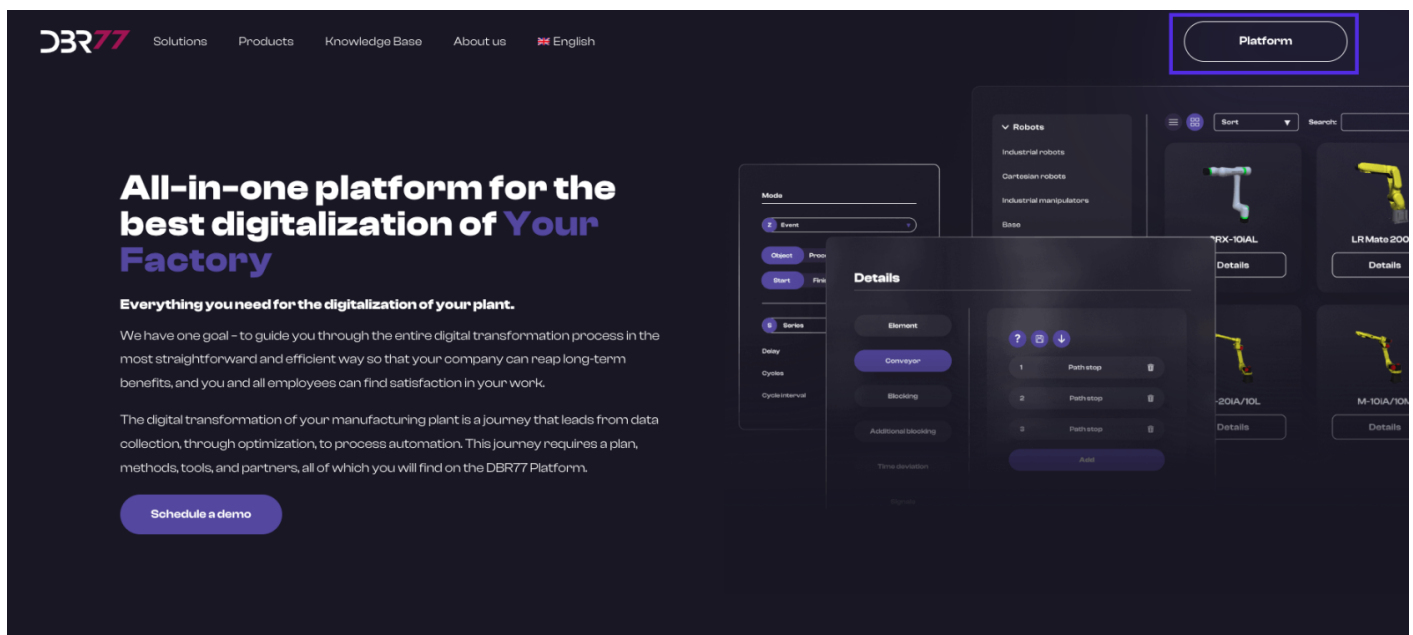 DBR77
Solutions
Products
Knowledge Base
About us
English
Platform
All-in-one platform for the
best digitalization of Your
Factory
Everything you need for the digitalization of your plant.
We have one goal - to guide you through the entire digital transformation process in the
most straightforward and efficient way so that your company can reap long-term
benefits, and you and all employees can find satisfaction in your work.
The digital transformation of your manufacturing plant is a journey that leads from data
collection, through optimization, to process automation. This journey requires a plan,
methods, tools, and partners, all of which you will find on the DBR77 Platform.
Schedule a demo
Mode
Event
Object
Start
Series
Delay
Cycles
Cycle interval
Details
Element
Conveyor
Blocking
Additional blocking
Time deviation
?
1 Path stop
2 Path stop
3 Path stop
Add
Robots
Industrial robots
Cartesian robots
Industrial manipulators
Base
Sort
Search:
RX-10iAL
Details
LR Mate 200
Details
-20iA/10L
Details
M-10iA/10M
Details